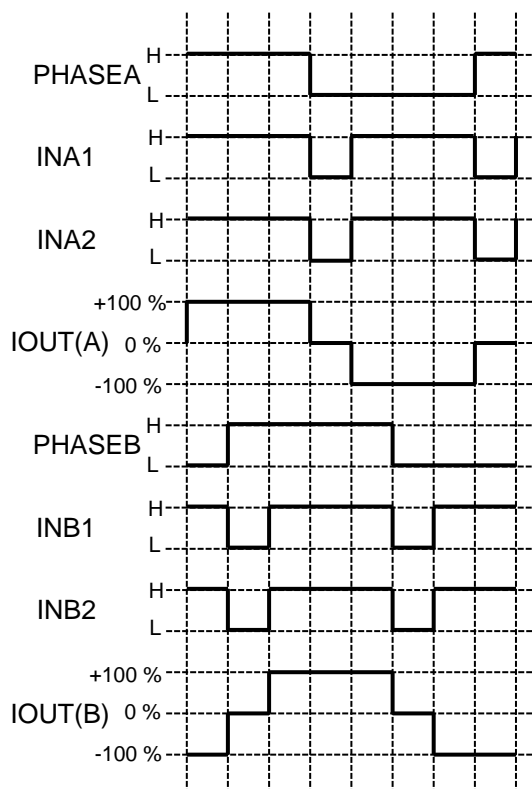 H
PHASEA
L
H
INA1
L
H
INA2
L
+100 %
IOUT(A) 0 %
-100 %
H
PHASEB
L
H
INB1
L
H
INB2
L
+100 %
IOUT(B) 0 %
-100 %